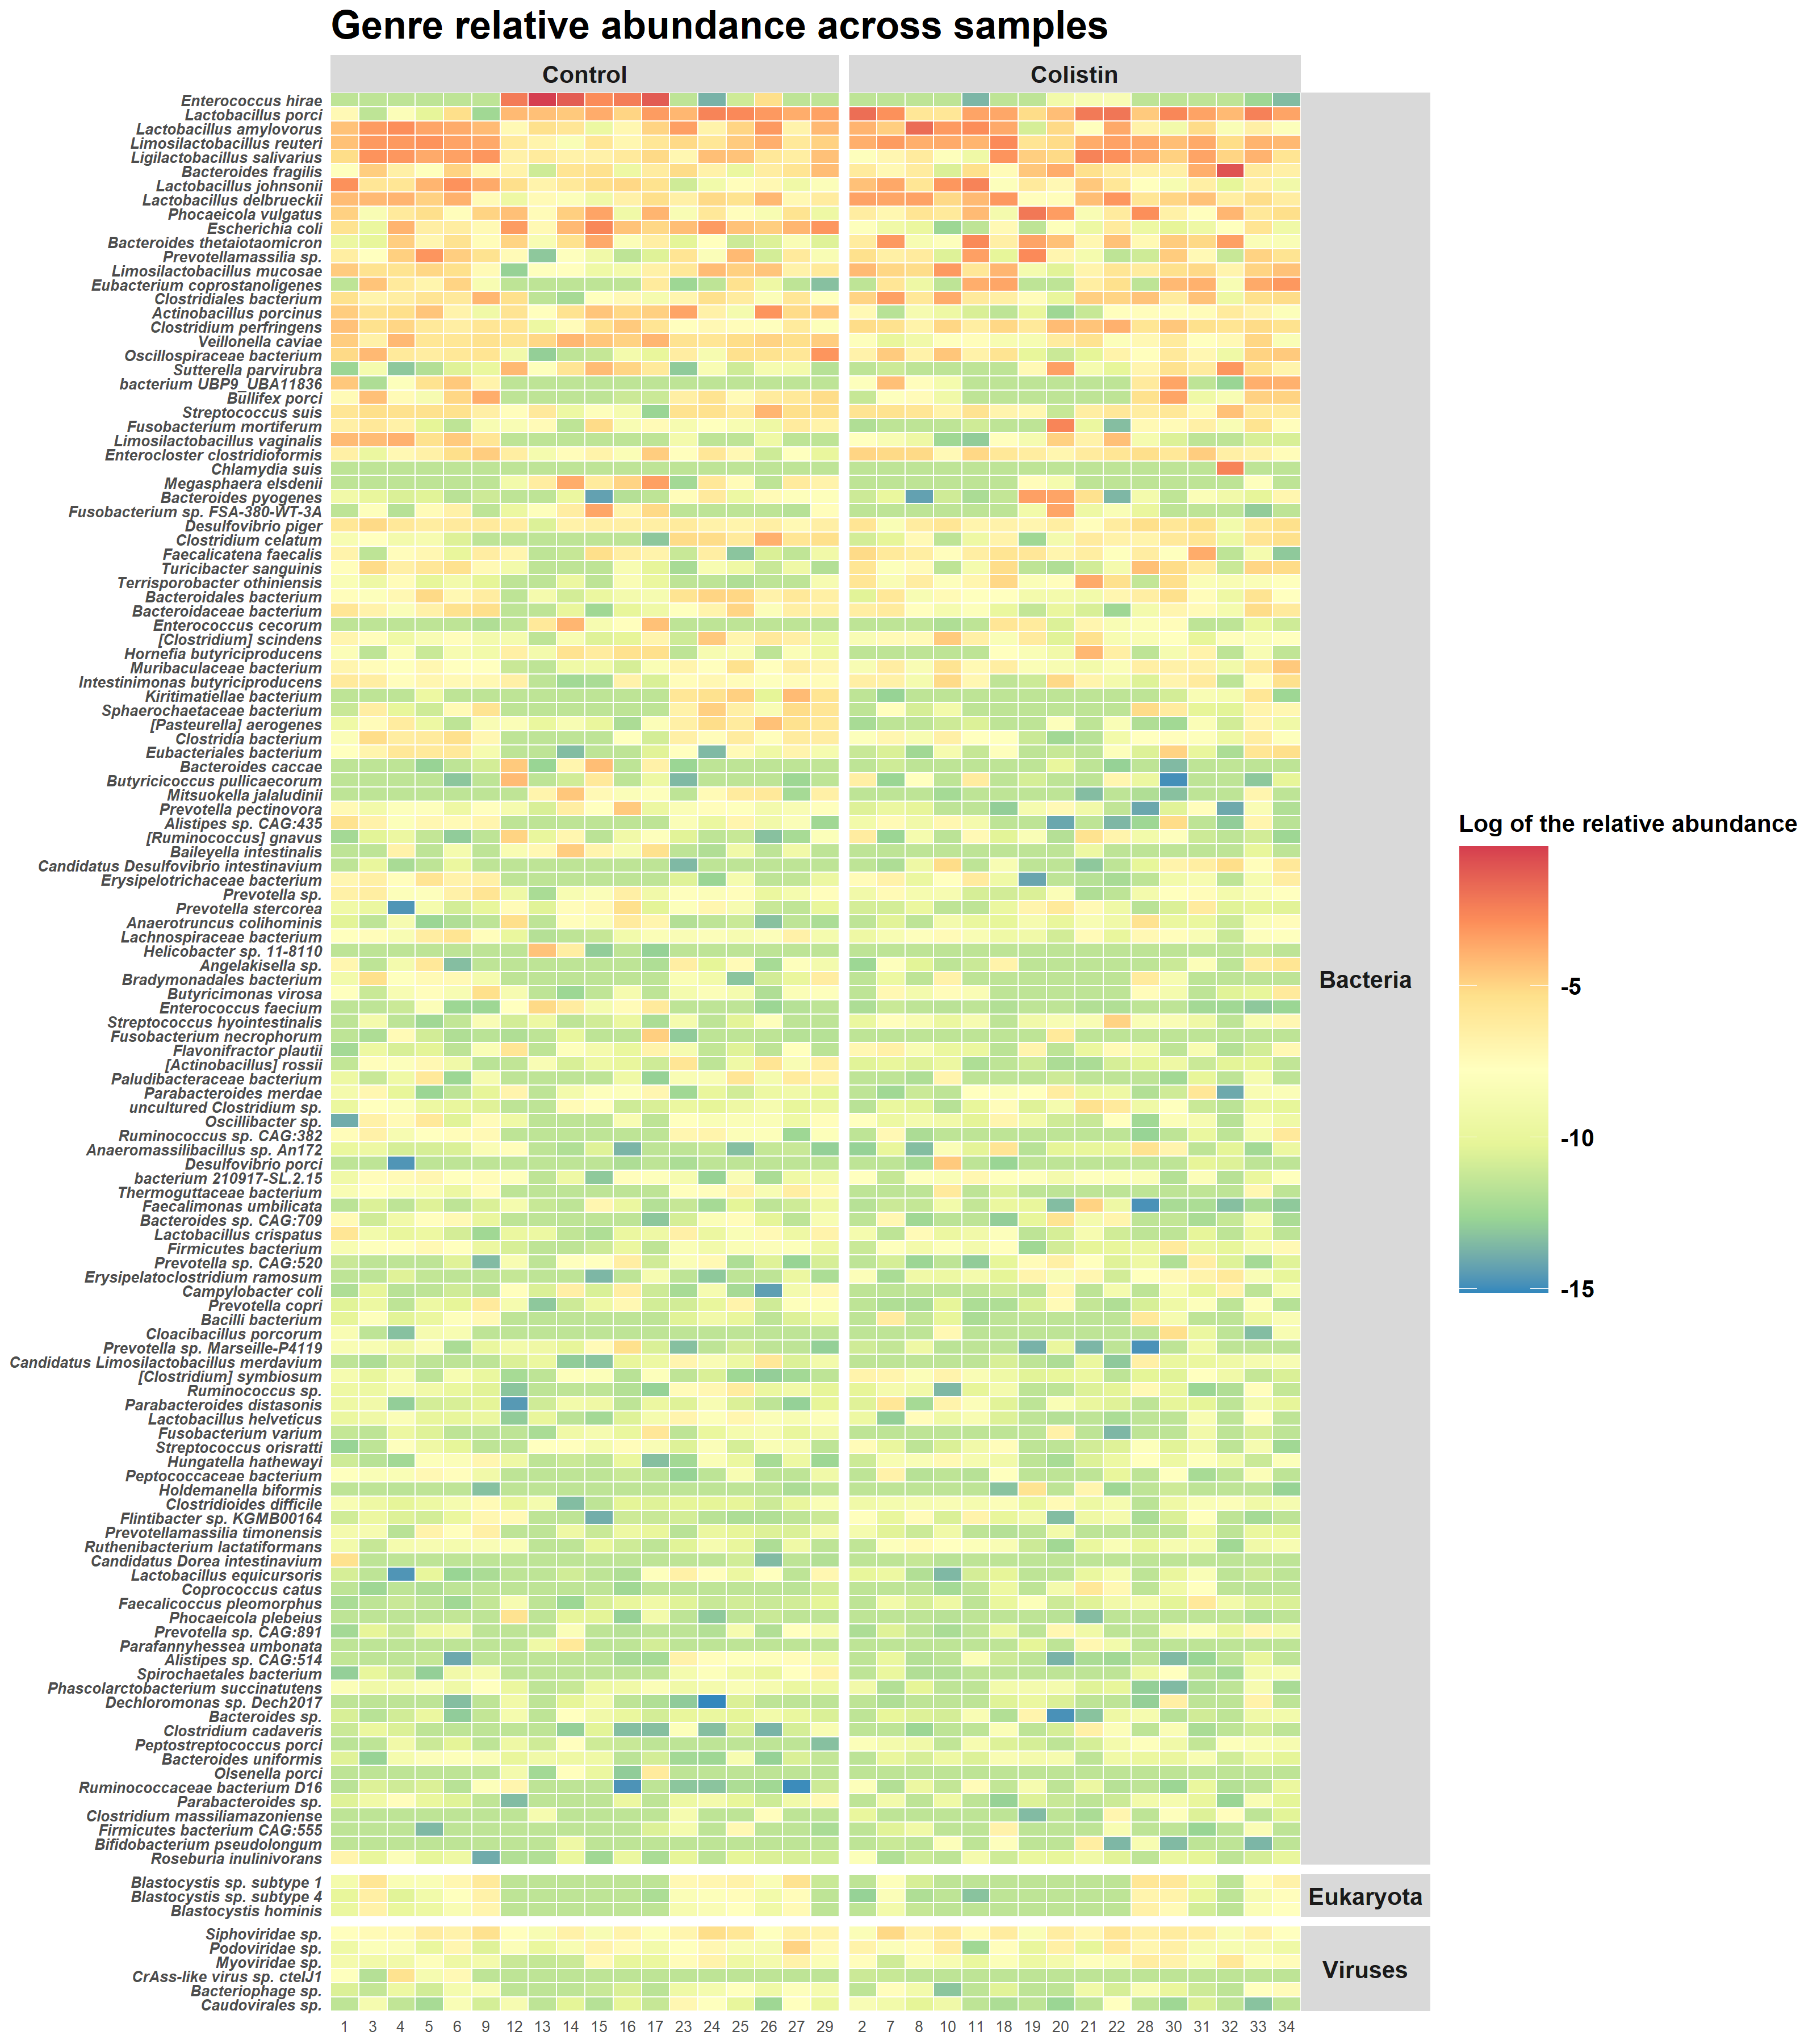 Genre relative abundance across samples
Control
Colistin
Enterococcus hirae
Lactobacillus porci
Lactobacillus amylovorus
Limosilactobacillus reuteri
Ligilactobacillus salivarius
Bacteroides fragilis
Lactobacillus johnsonii
Lactobacillus delbrueckii
Phocaeicola vulgatus
Escherichia coli
Bacteroides thetaiotaomicron
Prevotellamassilia sp.
Limosilactobacillus mucosae
Eubacterium coprostanoligenes
Clostridiales bacterium
Actinobacillus porcinus
Clostridium perfringens
Veillonella caviae
Oscillospiraceae bacterium
Sutterella parvirubra
bacterium UBP9_UBA11836
Bullifex porci
Streptococcus suis
Fusobacterium mortiferum
Limosilactobacillus vaginalis
Enterocloster clostridioformis
Chlamydia suis
Megasphaera elsdenii
Bacteroides pyogenes
Fusobacterium sp. FSA-380-WT-3A
Desulfovibrio piger
Clostridium celatum
Faecalicatena faecalis
Turicibacter sanguinis
Terrisporobacter othiniensis
Bacteroidales bacterium
Bacteroidaceae bacterium
Enterococcus cecorum
[Clostridium] scindens
Hornefia butyriciproducens
Muribaculaceae bacterium
Intestinimonas butyriciproducens
Kiritimatiellae bacterium
Sphaerochaetaceae bacterium
[Pasteurella] aerogenes
Clostridia bacterium
Eubacteriales bacterium
Bacteroides caccae
Butyricicoccus pullicaecorum
Mitsuokella jalaludinii
Prevotella pectinovora
Alistipes sp. CAG:435
[Ruminococcus] gnavus
Baileyella intestinalis
Candidatus Desulfovibrio intestinavium
Erysipelotrichaceae bacterium
Prevotella sp.
Prevotella stercorea
Anaerotruncus colihominis
Lachnospiraceae bacterium
Helicobacter sp. 11-8110
Angelakisella sp.
Bradymonadales bacterium
Butyricimonas virosa
Enterococcus faecium
Streptococcus hyointestinalis
Fusobacterium necrophorum
Flavonifractor plautii
[Actinobacillus] rossii
Paludibacteraceae bacterium
Parabacteroides merdae
uncultured Clostridium sp.
Oscillibacter sp.
Ruminococcus sp. CAG:382
Anaeromassilibacillus sp. An172
Desulfovibrio porci
bacterium 210917-SL.2.15
Thermoguttaceae bacterium
Faecalimonas umbilicata
Bacteroides sp. CAG:709
Lactobacillus crispatus
Firmicutes bacterium
Prevotella sp. CAG:520
Erysipelatoclostridium ramosum
Campylobacter coli
Prevotella copri
Bacilli bacterium
Cloacibacillus porcorum
Prevotella sp. Marseille-P4119
Candidatus Limosilactobacillus merdavium
[Clostridium] symbiosum
Ruminococcus sp.
Parabacteroides distasonis
Lactobacillus helveticus
Fusobacterium varium
Streptococcus orisratti
Hungatella hathewayi
Peptococcaceae bacterium
Holdemanella biformis
Clostridioides difficile
Flintibacter sp. KGMB00164
Prevotellamassilia timonensis
Ruthenibacterium lactatiformans
Candidatus Dorea intestinavium
Lactobacillus equicursoris
Coprococcus catus
Faecalicoccus pleomorphus
Phocaeicola plebeius
Prevotella sp. CAG:891
Parafannyhessea umbonata
Alistipes sp. CAG:514
Spirochaetales bacterium
Phascolarctobacterium succinatutens
Dechloromonas sp. Dech2017
Bacteroides sp.
Clostridium cadaveris
Peptostreptococcus porci
Bacteroides uniformis
Olsenella porci
Ruminococcaceae bacterium D16
Parabacteroides sp.
Clostridium massiliamazoniense
Firmicutes bacterium CAG:555
Bifidobacterium pseudolongum
Roseburia inulinivorans
Blastocystis sp. subtype 1
Blastocystis sp. subtype 4
Blastocystis hominis
Siphoviridae sp.
Podoviridae sp.
Myoviridae sp.
CrAss-like virus sp. ctelJ1
Bacteriophage sp.
Caudovirales sp.
1 3 4 5 6 9 12 13 14 15 16 17 23 24 25 26 27 29 2 7 8 10 11 18 19 20 21 22 28 30 31 32 33 34
Bacteria
Eukaryota
Viruses
Log of the relative abundance
-5
-10
-15